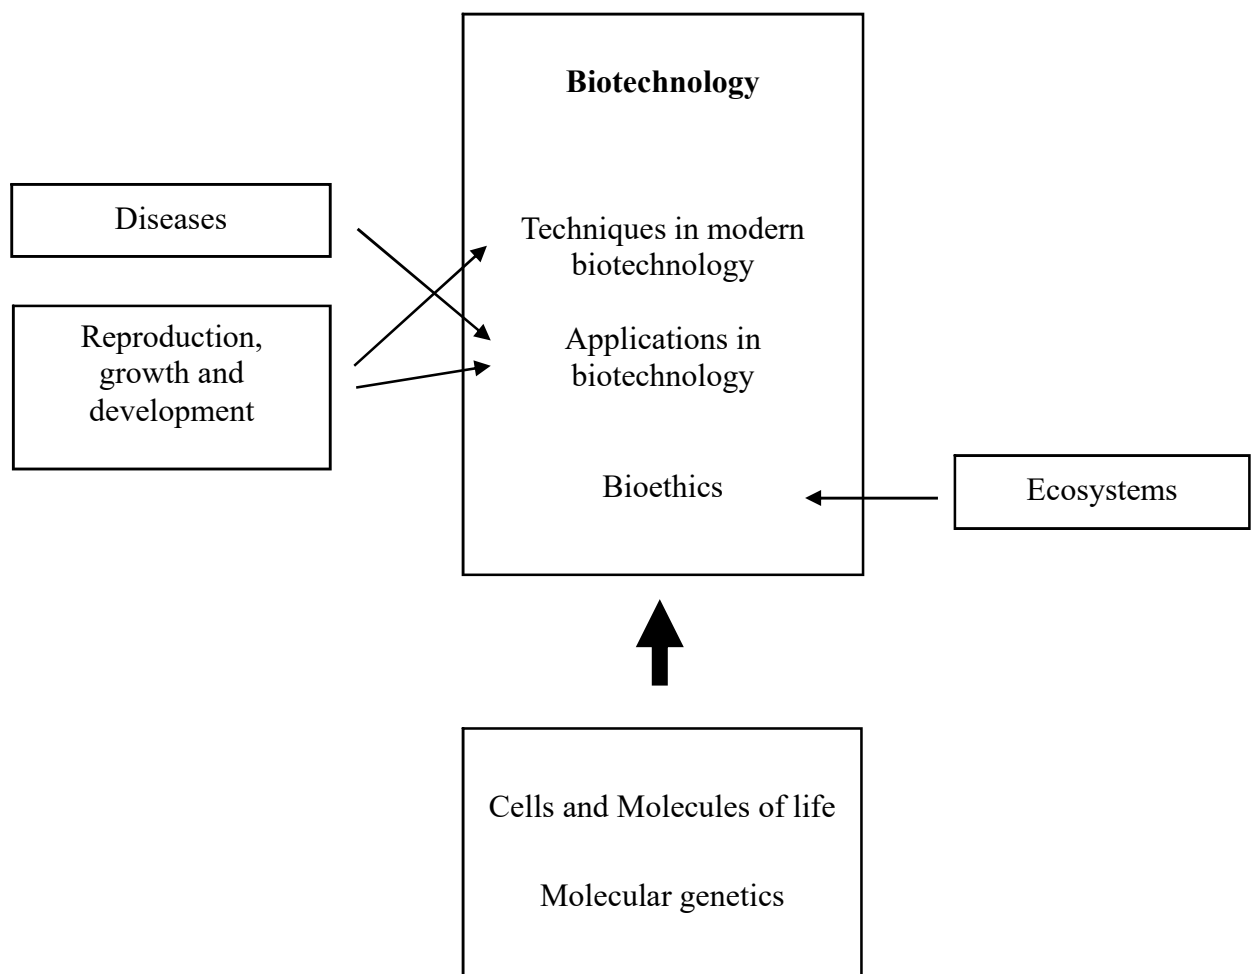 Biotechnology
Diseases
Techniques in modern
biotechnology
Reproduction,
growth and
development
Applications in
biotechnology
Bioethics
Ecosystems
Cells and Molecules of life
Molecular genetics